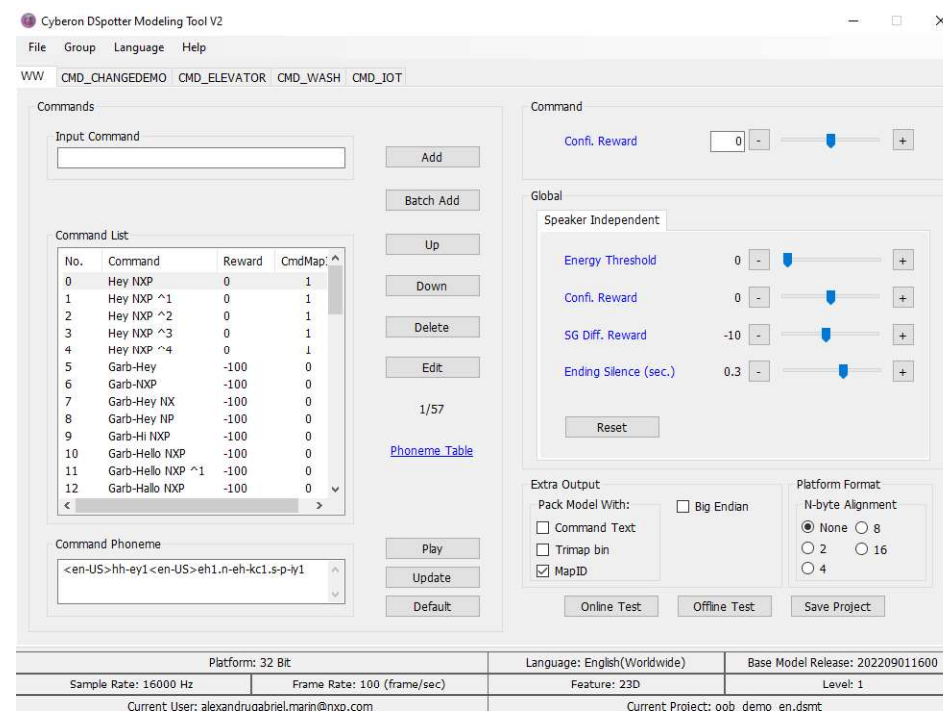 Cyberon DSpotter Modeling Tool V2
File Group Language Help
WW CMD_CHANGEDEMO CMD_ELEVATOR CMD_WASH CMD_IOT
Commands
Input Command
Add
Batch Add
Command List
No. Command Reward CmdMap
0 Hey NXP 0 1
1 Hey NXP ^1 0 1
2 Hey NXP ^2 0 1
3 Hey NXP ^3 0 1
4 Hey NXP ^4 0 1
5 Garb-Hey -100 0
6 Garb-NXP -100 0
7 Garb-Hey NX -100 0
8 Garb-Hey NP -100 0
9 Garb-Hi NXP -100 0
10 Garb-Hello NXP -100 0
11 Garb-Hello NXP ^1 -100 0
12 Garb-Hallo NXP -100 0
Up
Down
Delete
Edit
1/57
Phoneme Table
Command Phoneme
<en-US>hh-ey1<en-US>eh1.n-eh-kc1.s-p-iy1
Play
Update
Default
Command
Confi. Reward 0 - +
Global
Speaker Independent
Energy Threshold 0 - +
Confi. Reward 0 - +
SG Diff. Reward -10 - +
Ending Silence (sec.) 0.3 - +
Reset
Extra Output
Pack Model With:
Command Text
Trimap bin
MapID
Big Endian
Platform Format
N-byte Alignment
None 8
2 16
4
Online Test Offline Test Save Project
Platform: 32 Bit Language: English(Worldwide) Base Model Release: 202209011600
Sample Rate: 16000 Hz Frame Rate: 100 (frame/sec) Feature: 23D Level: 1
Current User: alexandrugabriel.marin@nxp.com Current Project: oob_demo_en.dsmt